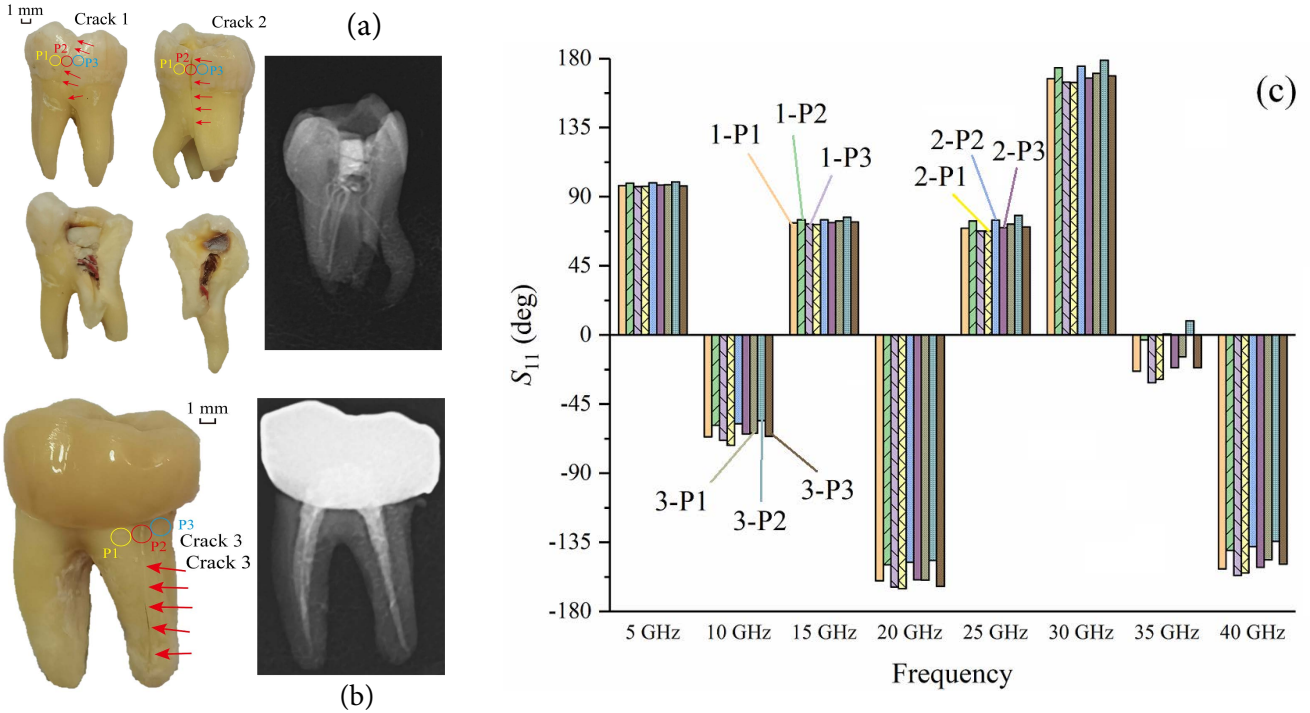 1 mm
Crack 1
Crack 2
(a)
P1
P2
P3
P1
P2
P3
1 mm
P1
P2
P3
Crack 3
Crack 3
(b)
(c)
S11 (deg)
180
135
90
45
0
-45
-90
-135
-180
1-P1
1-P2
1-P3
2-P1
2-P2
2-P3
3-P1
3-P2
3-P3
5 GHz 10 GHz 15 GHz 20 GHz 25 GHz 30 GHz 35 GHz 40 GHz
Frequency